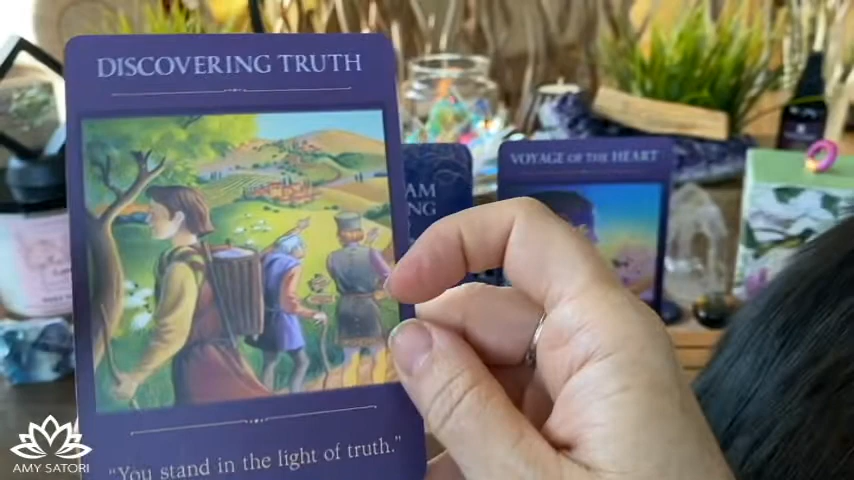 DISCOVERING TRUTH
"You stand in the light of truth."
VOYAGE OF THE HEART
AMY SATORI